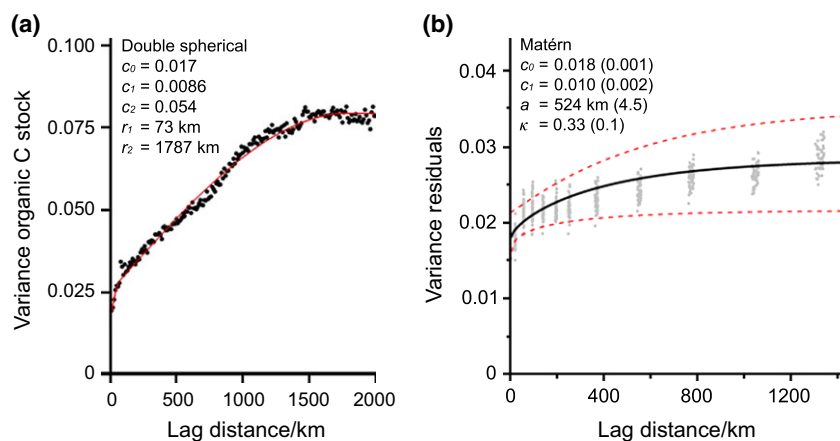 (a)
Double spherical
c₀ = 0.017
c₁ = 0.0086
c₂ = 0.054
r₁ = 73 km
r₂ = 1787 km
Variance organic C stock
0.100
0.075
0.050
0.025
0
0 500 1000 1500 2000
Lag distance/km
(b)
Matérn
c₀ = 0.018 (0.001)
c₁ = 0.010 (0.002)
a = 524 km (4.5)
κ = 0.33 (0.1)
Variance residuals
0.04
0.03
0.02
0.01
0
0 400 800 1200
Lag distance/km